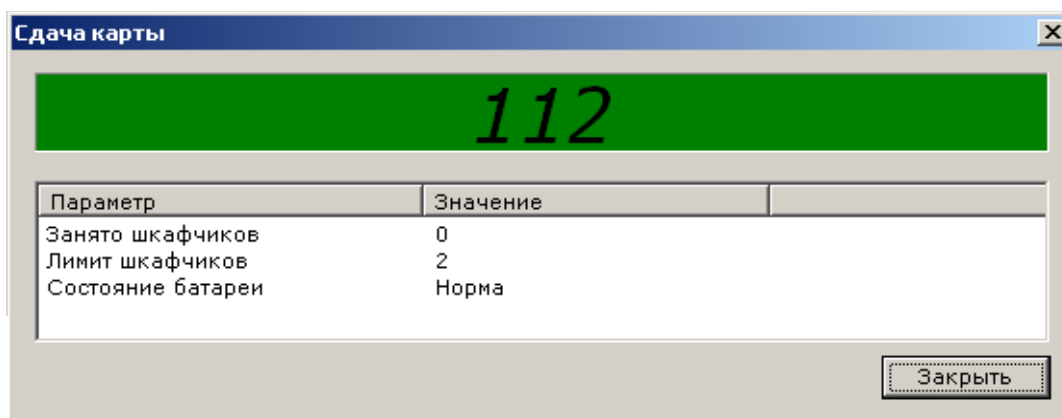 Сдача карты
112
Параметр Значение
Занято шкафчиков 0
Лимит шкафчиков 2
Состояние батареи Норма
Закрыть